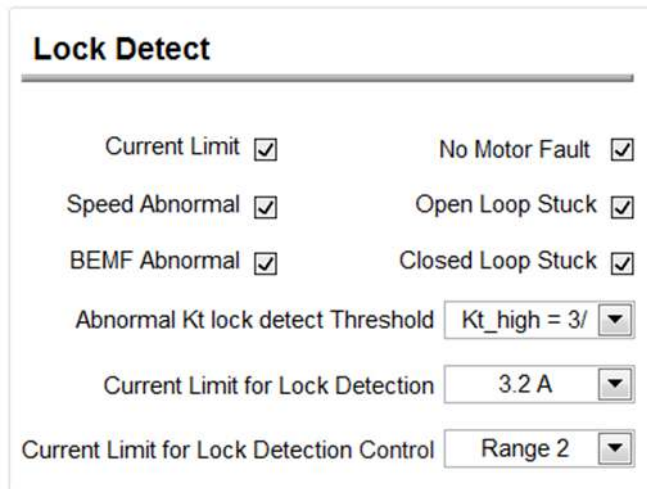 Lock Detect
Current Limit No Motor Fault
Speed Abnormal Open Loop Stuck
BEMF Abnormal Closed Loop Stuck
Abnormal Kt lock detect Threshold Kt_high = 3/
Current Limit for Lock Detection 3.2 A
Current Limit for Lock Detection Control Range 2